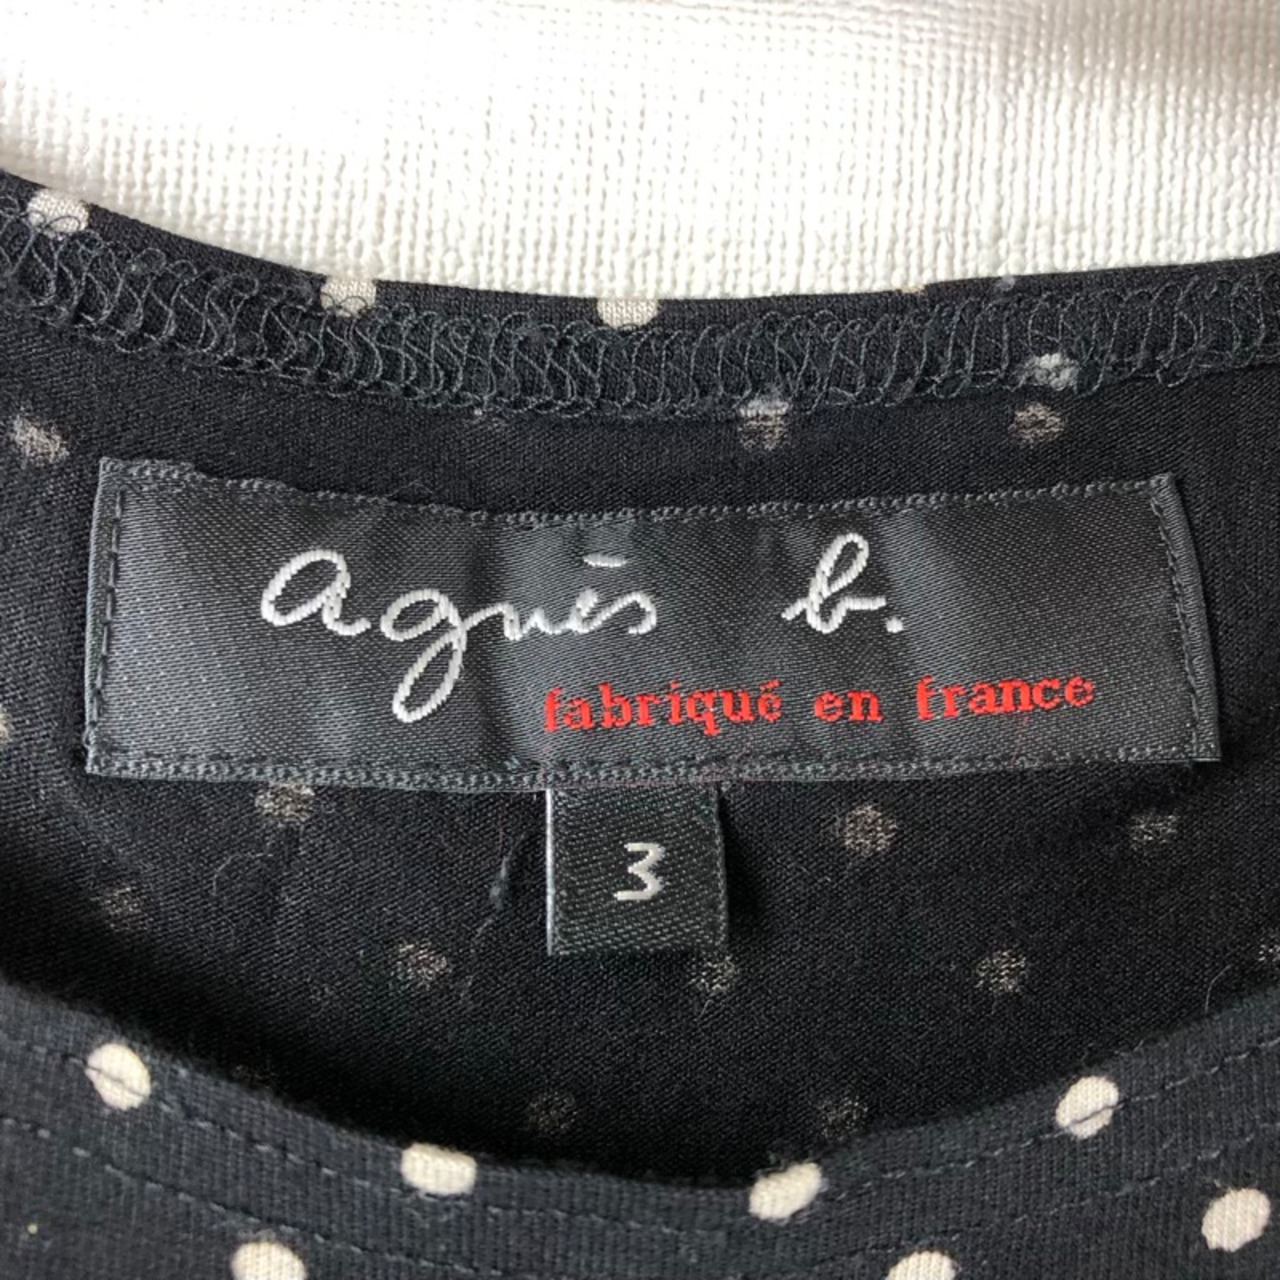 agnès b.
fabriqué en france
3